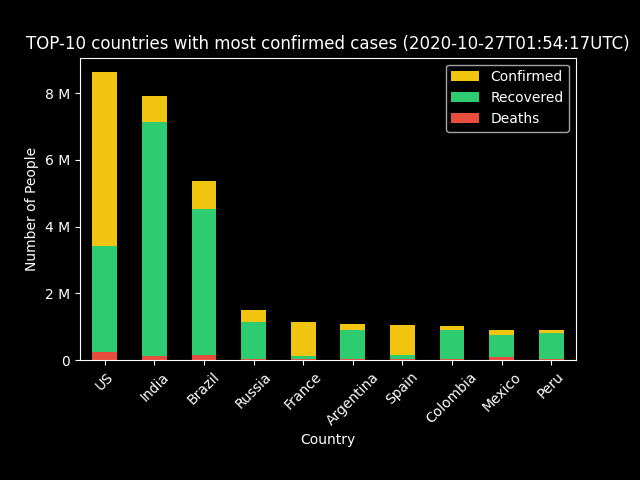 TOP-10 countries with most confirmed cases (2020-10-27T01:54:17UTC)
Confirmed
Recovered
Deaths
Number of People
8 M
6 M
4 M
2 M
0
US
India
Brazil
Russia
France
Argentina
Spain
Colombia
Mexico
Peru
Country